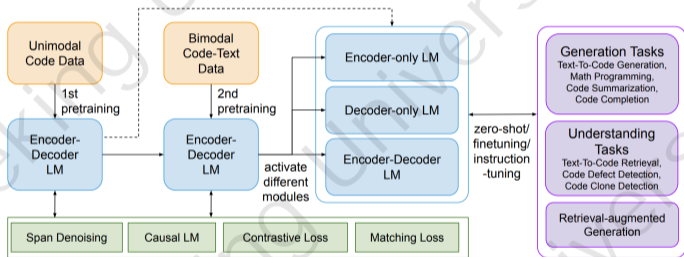 Unimodal
Code Data
Bimodal
Code-Text
Data
1st
pretraining
2nd
pretraining
Encoder-
Decoder
LM
Encoder-
Decoder
LM
activate
different
modules
Encoder-only LM
Decoder-only LM
Encoder-Decoder
LM
zero-shot/
finetuning/
instruction
-tuning
Generation Tasks
Text-To-Code Generation,
Math Programming,
Code Summarization,
Code Completion
Understanding
Tasks
Text-To-Code Retrieval,
Code Defect Detection,
Code Clone Detection
Retrieval-augmented
Generation
Span Denoising
Causal LM
Contrastive Loss
Matching Loss